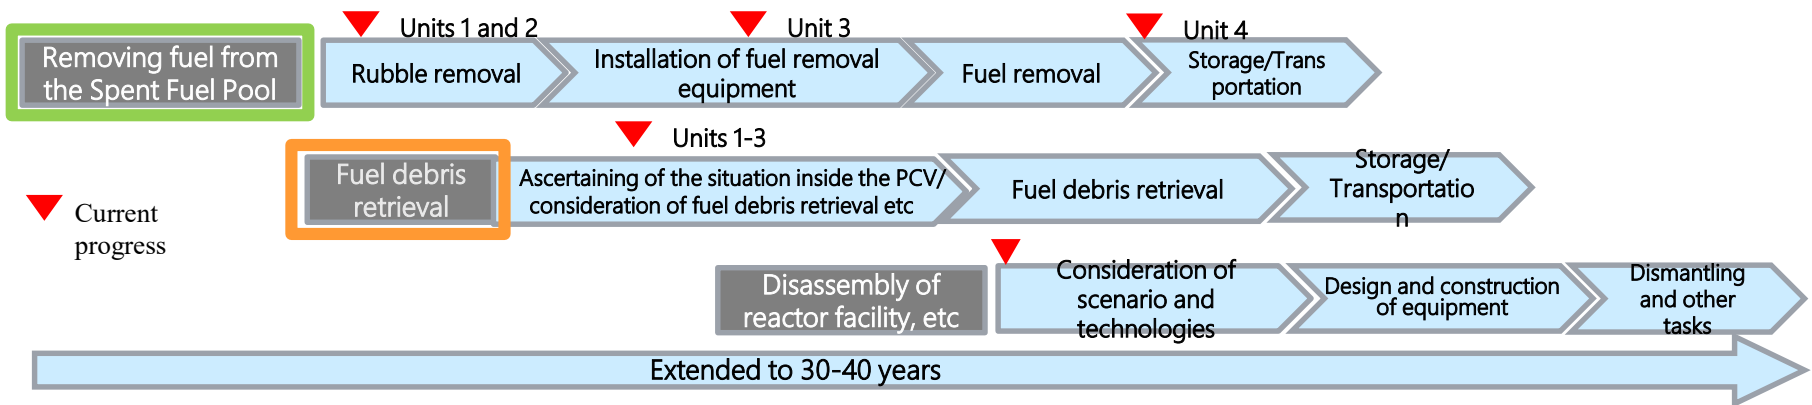 Units 1 and 2
Unit 3
Unit 4
Removing fuel from
the Spent Fuel Pool
Rubble removal
Installation of fuel removal
equipment
Fuel removal
Storage/Trans
portation
Units 1-3
Fuel debris
retrieval
Ascertaining of the situation inside the PCV/
consideration of fuel debris retrieval etc
Fuel debris retrieval
Storage/
Transportatio
n
Current
progress
Disassembly of
reactor facility, etc
Consideration of
scenario and
technologies
Design and construction
of equipment
Dismantling
and other
tasks
Extended to 30-40 years